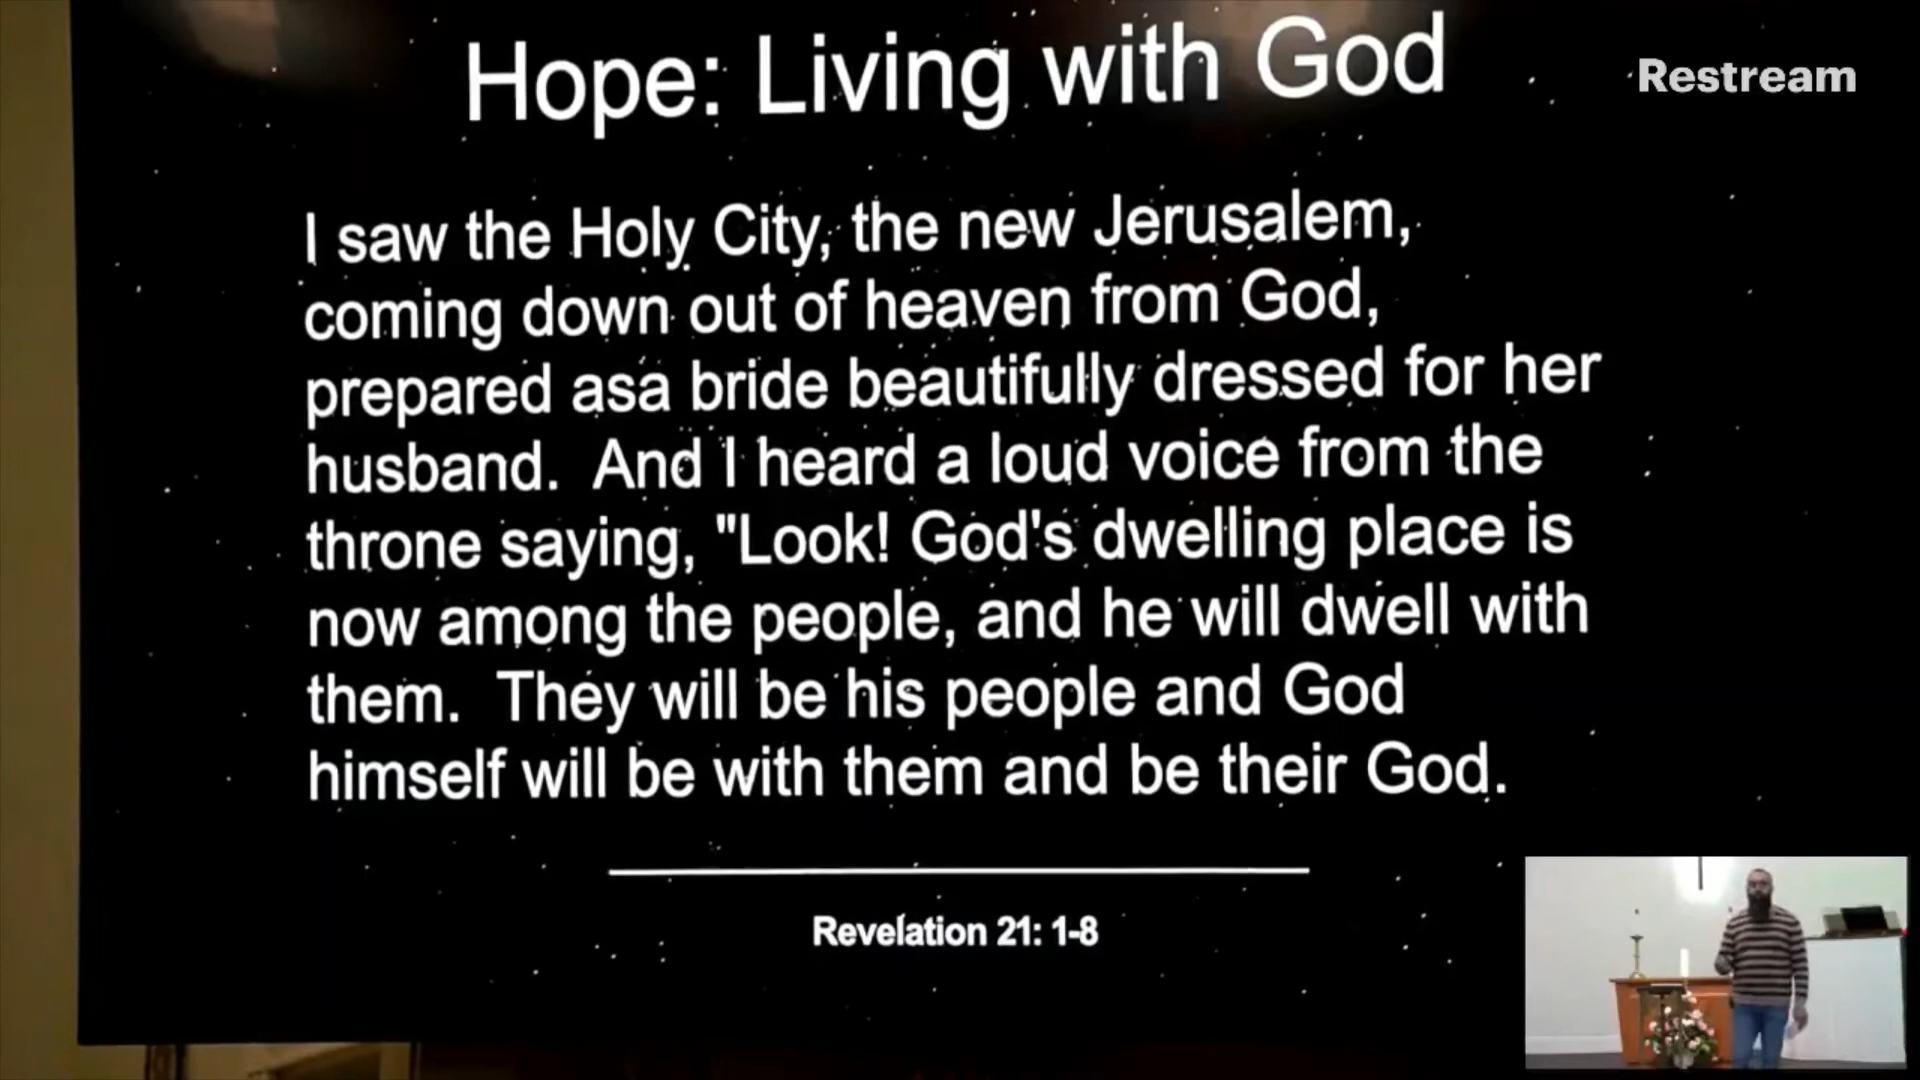 Hope: Living with God
Restream
I saw the Holy City, the new Jerusalem,
coming down out of heaven from God,
prepared asa bride beautifully dressed for her
husband.  And I heard a loud voice from the
throne saying, "Look! God's dwelling place is
now among the people, and he will dwell with
them.  They will be his people and God
himself will be with them and be their God.
Revelation 21: 1-8